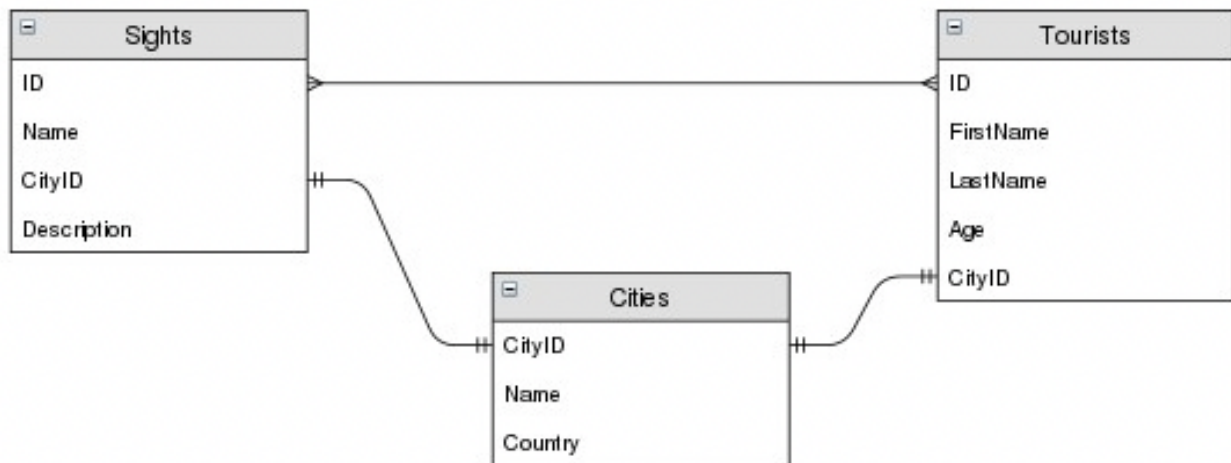 Sights
ID
Name
CityID
Description
Tourists
ID
FirstName
LastName
Age
CityID
Cities
CityID
Name
Country